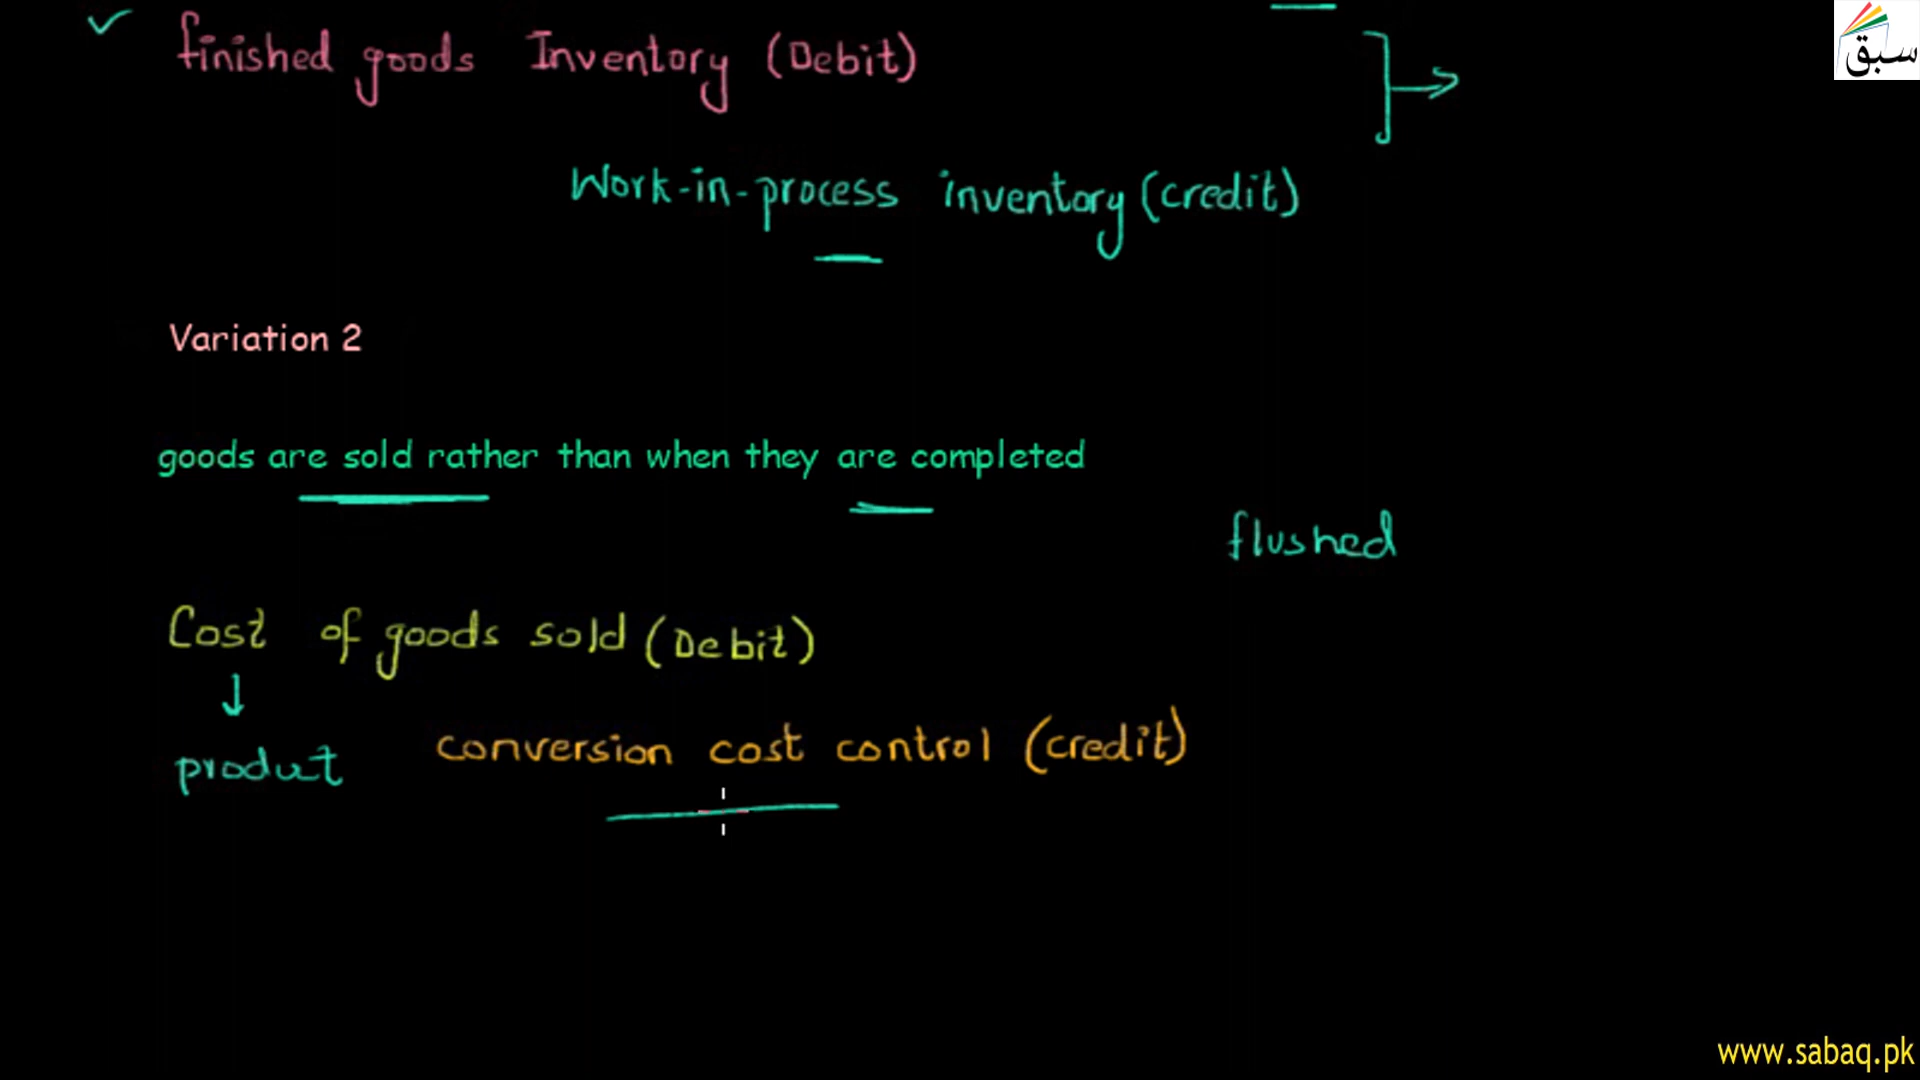 سبق
finished goods Inventory (Debit)
Work-in-process inventory (credit)
Variation 2
goods are sold rather than when they are completed
flushed
Cost of goods sold (Debit)
product
conversion cost control (credit)
www.sabaq.pk